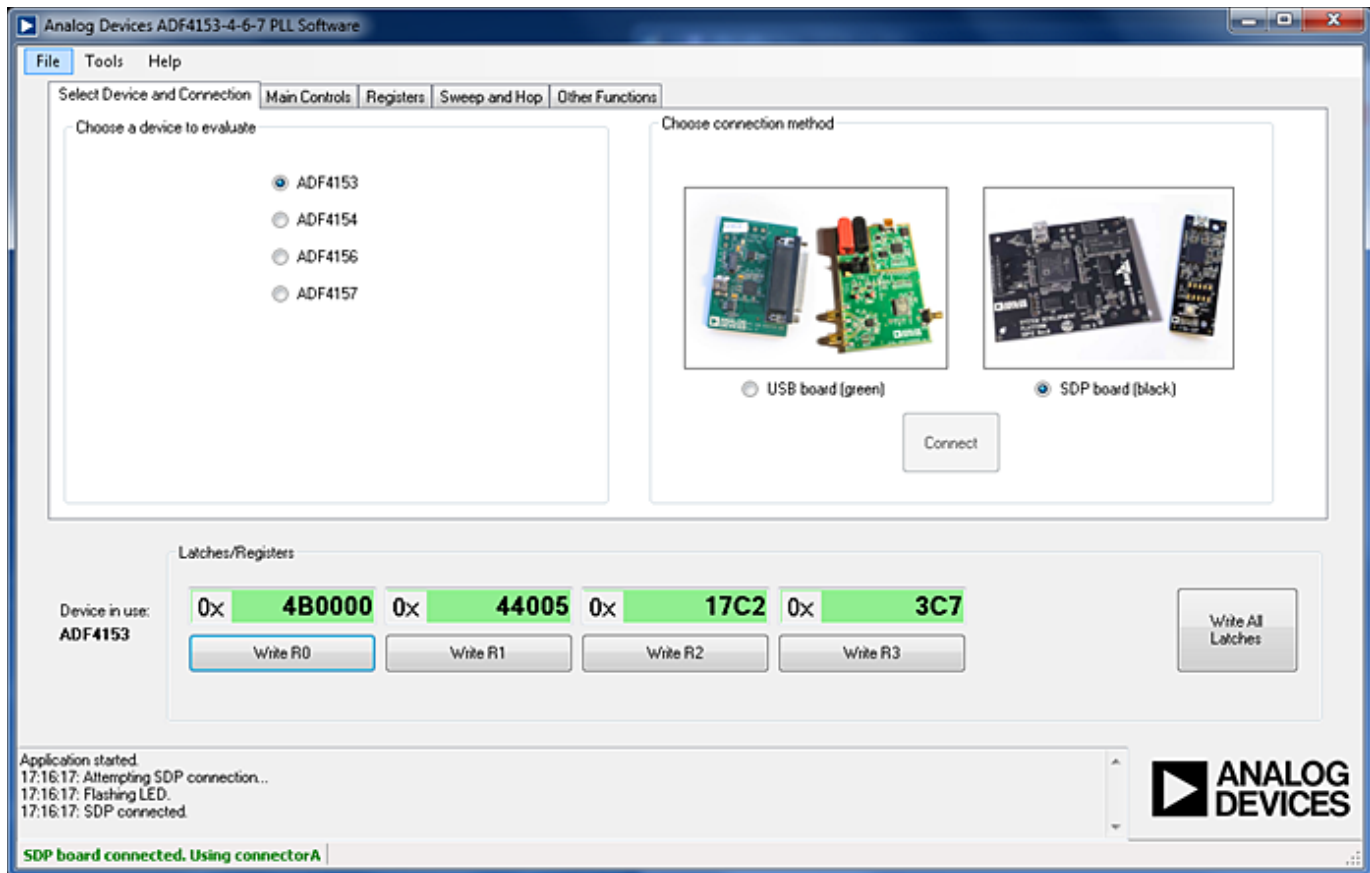 Analog Devices ADF4153-4-6-7 PLL Software
File Tools Help
Select Device and Connection Main Controls Registers Sweep and Hop Other Functions
Choose a device to evaluate
ADF4153
ADF4154
ADF4156
ADF4157
Choose connection method
USB board (green)
SDP board (black)
Connect
Latches/Registers
Device in use:
ADF4153
0x 4B0000 0x 44005 0x 17C2 0x 3C7
Write R0 Write R1 Write R2 Write R3
Write All
Latches
Application started.
17:16:17: Attempting SDP connection...
17:16:17: Flashing LED.
17:16:17: SDP connected.
ANALOG
DEVICES
SDP board connected. Using connectorA